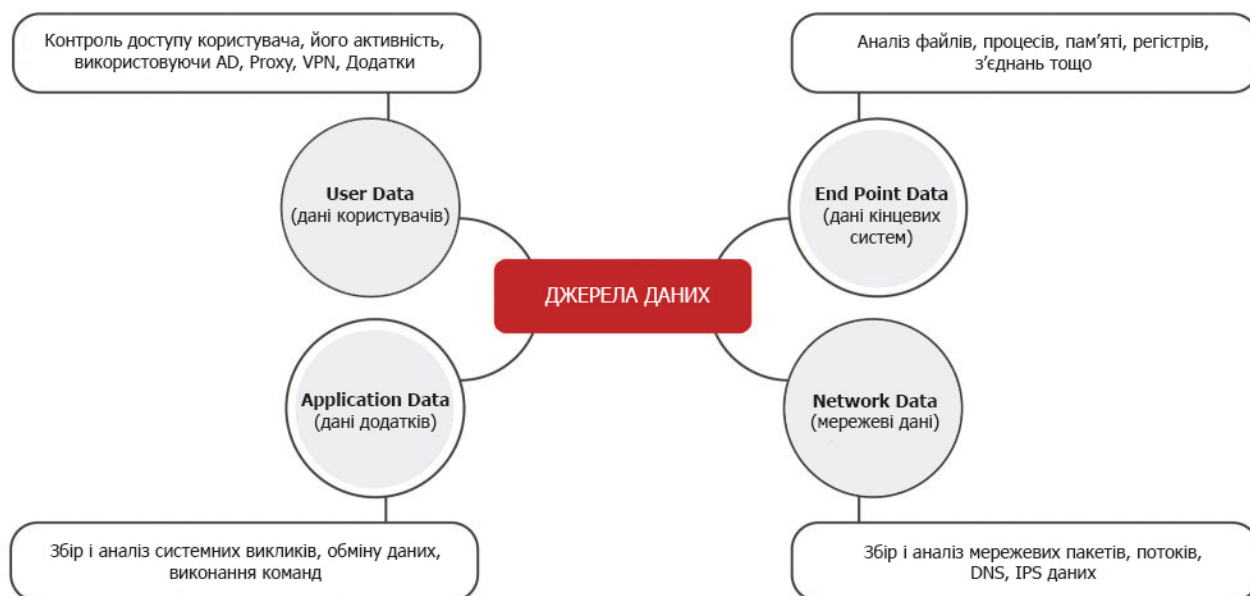 Контроль доступу користувача, його активність,
використовуючи AD, Proxy, VPN, Додатки
Аналіз файлів, процесів, пам’яті, регістрів,
з’єднань тощо
User Data
(дані користувачів)
End Point Data
(дані кінцевих
систем)
ДЖЕРЕЛА ДАНИХ
Application Data
(дані додатків)
Network Data
(мережеві дані)
Збір і аналіз системних викликів, обміну даних,
виконання команд
Збір і аналіз мережевих пакетів, потоків,
DNS, IPS даних